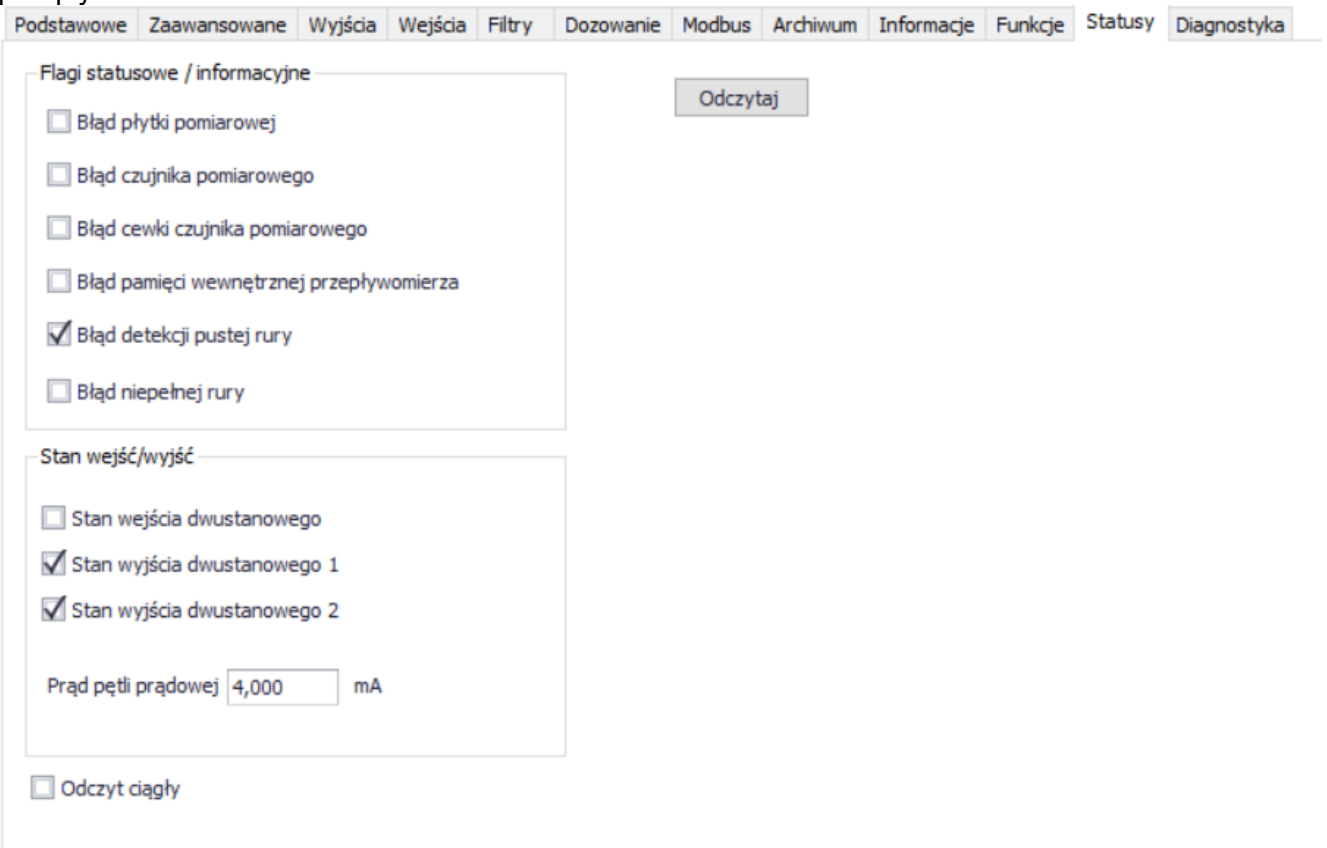 Podstawowe Zaawansowane Wyjścia Wejścia Filtry Dozowanie Modbus Archiwum Informacje Funkcje Statusy Diagnostyka
Flagi statusowe / informacyjne
Odczytaj
Błąd płytki pomiarowej
Błąd czujnika pomiarowego
Błąd cewki czujnika pomiarowego
Błąd pamięci wewnętrznej przepływomierza
Błąd detekcji pustej rury
Błąd niepełnej rury
Stan wejść/wyjść
Stan wejścia dwustanowego
Stan wyjścia dwustanowego 1
Stan wyjścia dwustanowego 2
Prąd pętli prądowej 4,000 mA
Odczyt ciągły